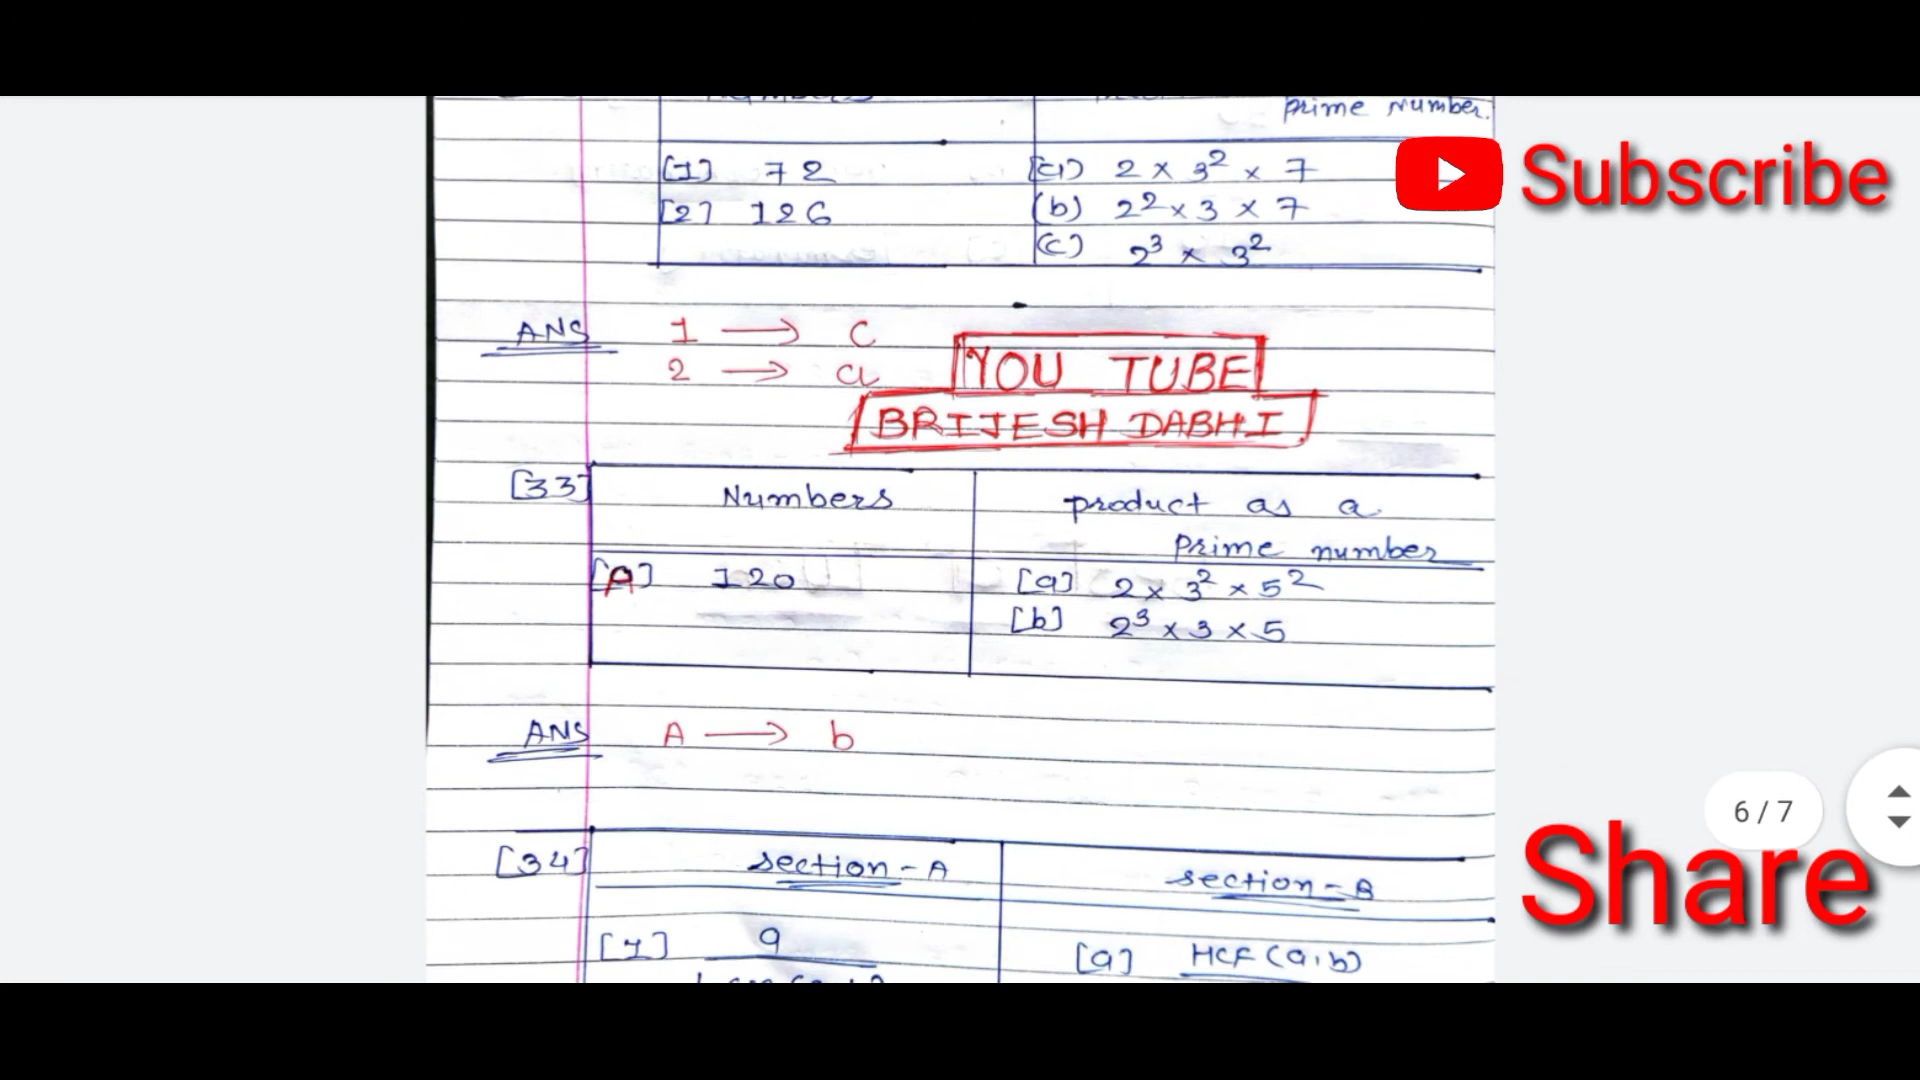 prime Number.
[1] 72 (a) 2 × 3² × 7
[2] 126 (b) 2² × 3 × 7
(c) 2³ × 3²
Subscribe
ANS 1 → c
2 → a
YOU TUBE
BRIJESH DABHI
[33] Numbers product as a
prime number
[A] 120 [a] 2 × 3² × 5²
[b] 2³ × 3 × 5
ANS A → b
6 / 7
Share
[34] section - A section - B
[1] a [a] HCF (a,b)